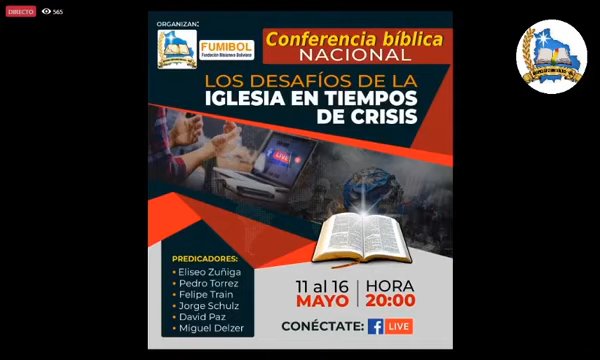 DIRECTO 565
ORGANIZAN:
FUMIBOL
Fundación Misionera Boliviana
Conferencia bíblica
NACIONAL
LOS DESAFÍOS DE LA
IGLESIA EN TIEMPOS
DE CRISIS
LIVE
PREDICADORES:
• Eliseo Zuñiga
• Pedro Torrez
• Felipe Train
• Jorge Schulz
• David Paz
• Miguel Delzer
11 al 16
MAYO
HORA
20:00
CONÉCTATE: f LIVE